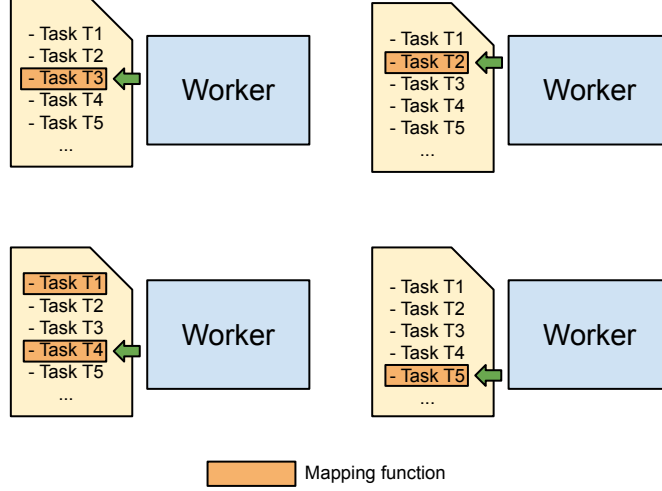 - Task T1
- Task T2
- Task T3
- Task T4
- Task T5
...
Worker
- Task T1
- Task T2
- Task T3
- Task T4
- Task T5
...
Worker
- Task T1
- Task T2
- Task T3
- Task T4
- Task T5
...
Worker
- Task T1
- Task T2
- Task T3
- Task T4
- Task T5
...
Worker
Mapping function